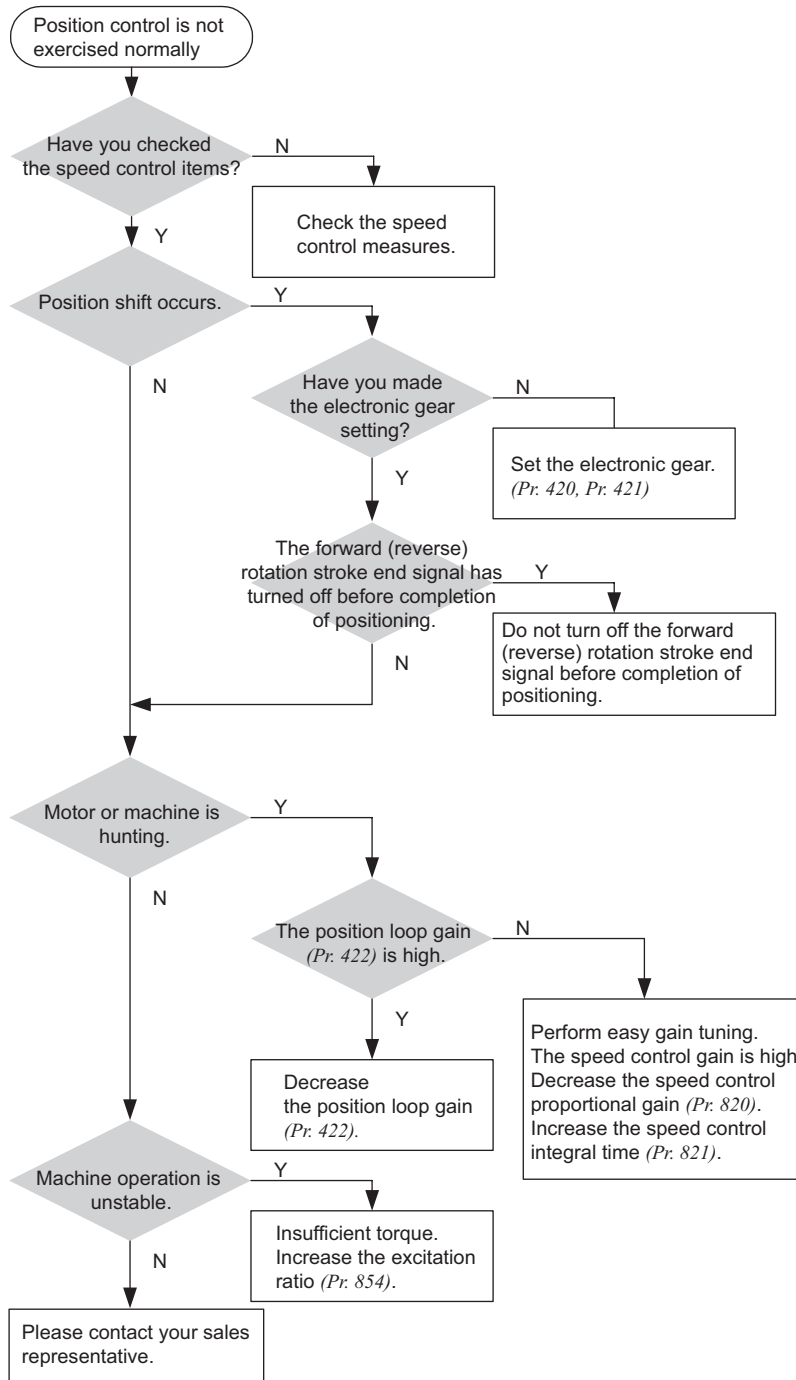 Position control is not
exercised normally
Have you checked
the speed control items?
N
Y
Check the speed
control measures.
Position shift occurs.
Y
N
Have you made
the electronic gear
setting?
N
Y
Set the electronic gear.
(Pr. 420, Pr. 421)
The forward (reverse)
rotation stroke end signal has
turned off before completion
of positioning.
Y
N
Do not turn off the forward
(reverse) rotation stroke end
signal before completion of
positioning.
Motor or machine is
hunting.
Y
N
The position loop gain
(Pr. 422) is high.
N
Y
Decrease
the position loop gain
(Pr. 422).
Perform easy gain tuning.
The speed control gain is high
Decrease the speed control
proportional gain (Pr. 820).
Increase the speed control
integral time (Pr. 821).
Machine operation is
unstable.
Y
N
Insufficient torque.
Increase the excitation
ratio (Pr. 854).
Please contact your sales
representative.